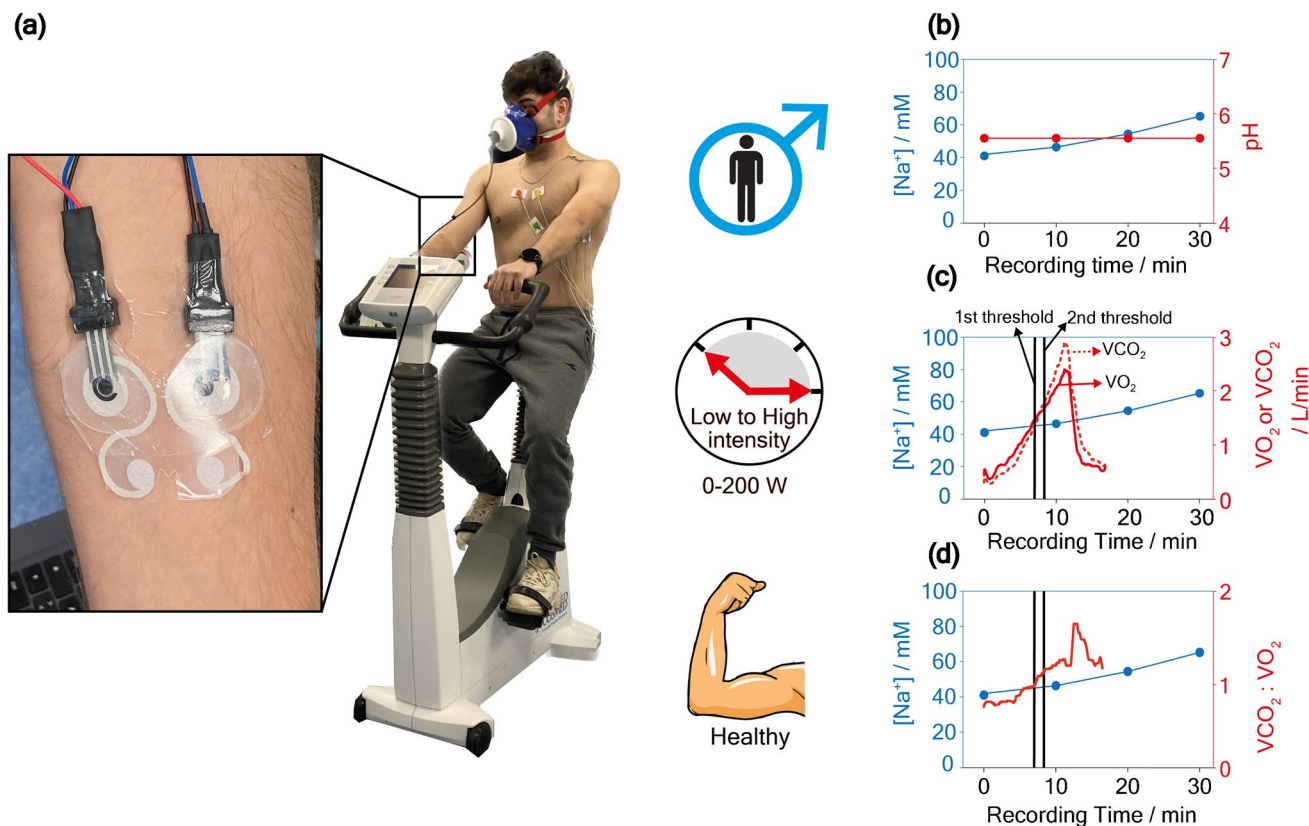 (a)
Low to High
intensity
0-200 W
Healthy
(b)
100
80
60
40
20
0
[Na⁺] / mM
7
6
5
4
pH
0 10 20 30
Recording time / min
(c)
1st threshold
2nd threshold
VCO₂
VO₂
100
80
60
40
20
0
[Na⁺] / mM
3
2
1
0
VO₂ or VCO₂
/ L/min
0 10 20 30
Recording Time / min
(d)
100
80
60
40
20
0
[Na⁺] / mM
2
1
0
VCO₂ : VO₂
0 10 20 30
Recording Time / min